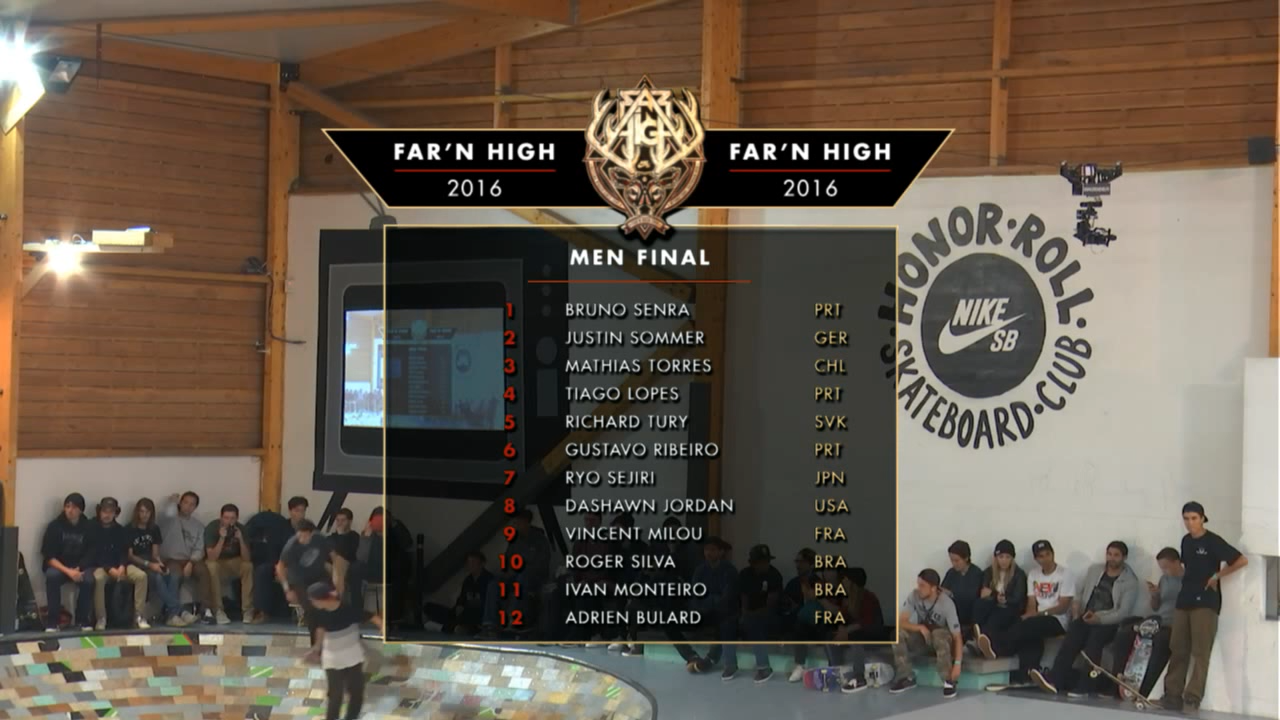 FAR'N HIGH
2016
FAR
HIGH
FAR'N HIGH
2016
MEN FINAL
1 BRUNO SENRA PRT
2 JUSTIN SOMMER GER
3 MATHIAS TORRES CHL
4 TIAGO LOPES PRT
5 RICHARD TURY SVK
6 GUSTAVO RIBEIRO PRT
7 RYO SEJIRI JPN
8 DASHAWN JORDAN USA
9 VINCENT MILOU FRA
10 ROGER SILVA BRA
11 IVAN MONTEIRO BRA
12 ADRIEN BULARD FRA
HONOR·ROLL·
SKATEBOARD·CLUB·
NIKE
SB